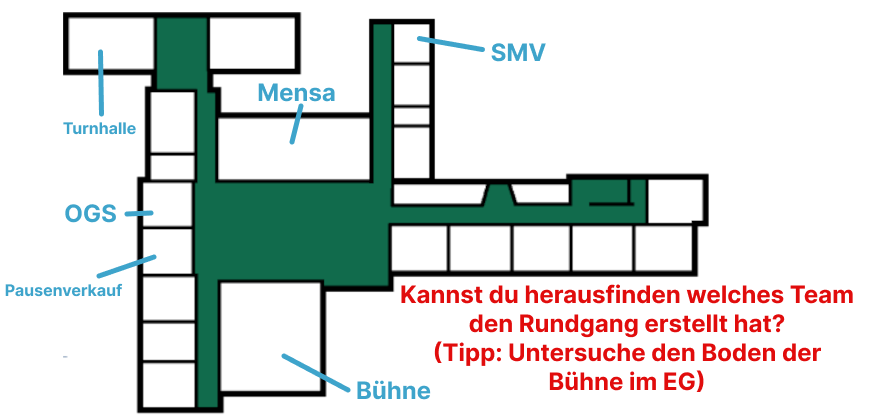 SMV
Mensa
Turnhalle
OGS
Pausenverkauf
Kannst du herausfinden welches Team
den Rundgang erstellt hat?
(Tipp: Untersuche den Boden der
Bühne im EG)
Bühne